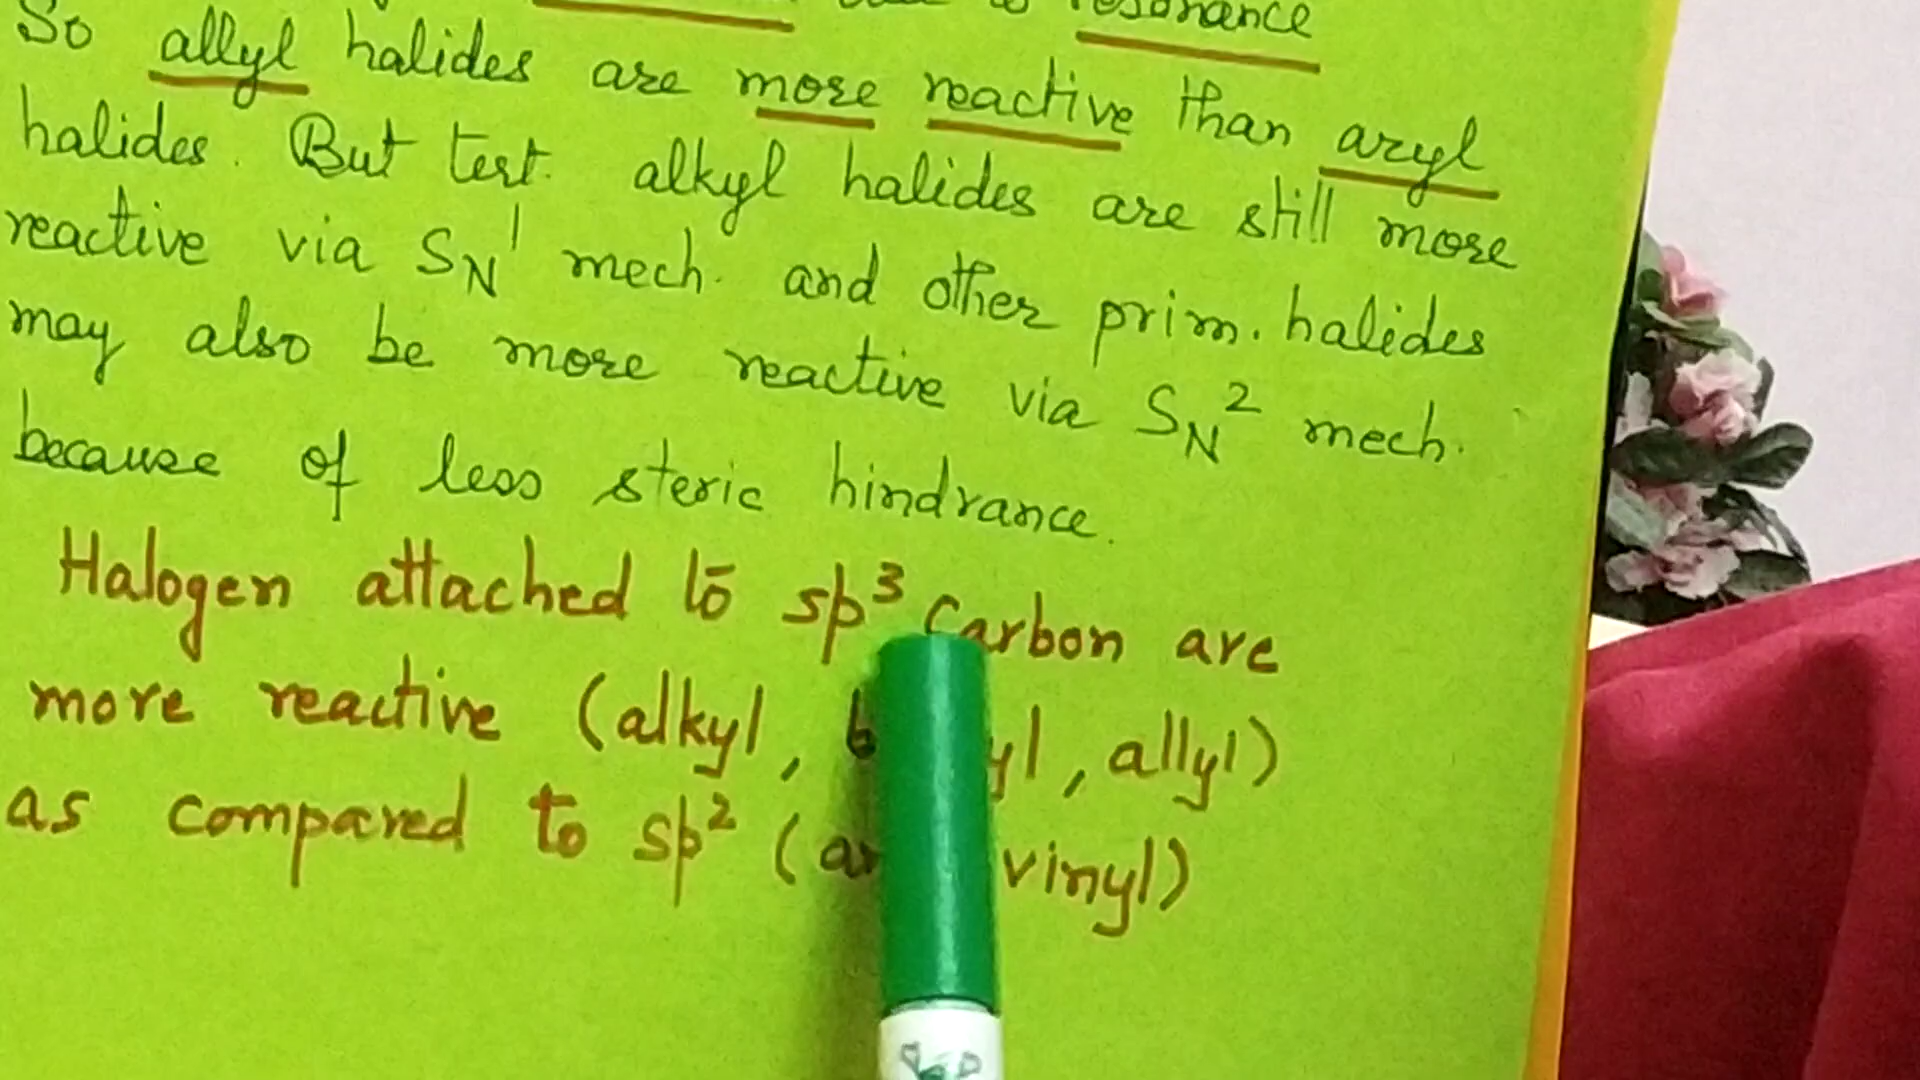 resonance
So allyl halides are more reactive than aryl
halides. But tert. alkyl halides are still more
reactive via SN1 mech. and other prim. halides
may also be more reactive via SN2 mech.
because of less steric hindrance.
Halogen attached to sp3 carbon are
more reactive (alkyl, allyl)
as compared to sp2 ( vinyl)